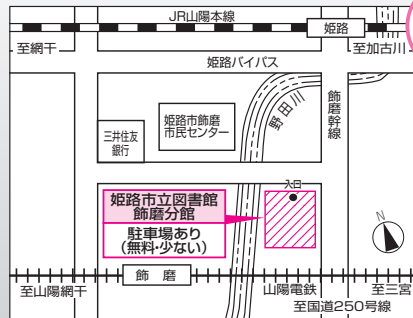 JR山陽本線
姫路
至網干
至加古川
姫路バイパス
飾磨幹線
野田川
姫路市飾磨
市民センター
三井住友
銀行
姫路市立図書館
飾磨分館
駐車場あり
(無料・少ない)
入口
N
飾磨
至山陽網干
山陽電鉄
至三宮
至国道250号線